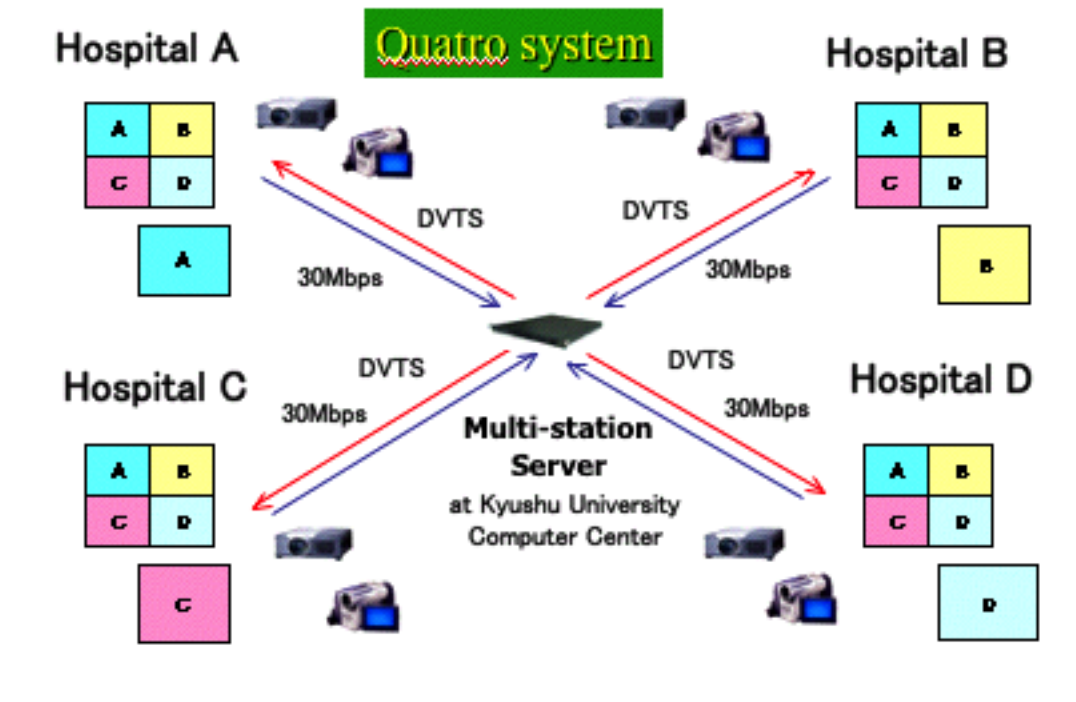 Quatro system
Hospital A
A B
C D
A
Hospital B
A B
C D
B
DVTS
30Mbps
DVTS
30Mbps
Hospital C
A B
C D
C
DVTS
30Mbps
Multi-station
Server
at Kyushu University
Computer Center
DVTS
30Mbps
Hospital D
A B
C D
D